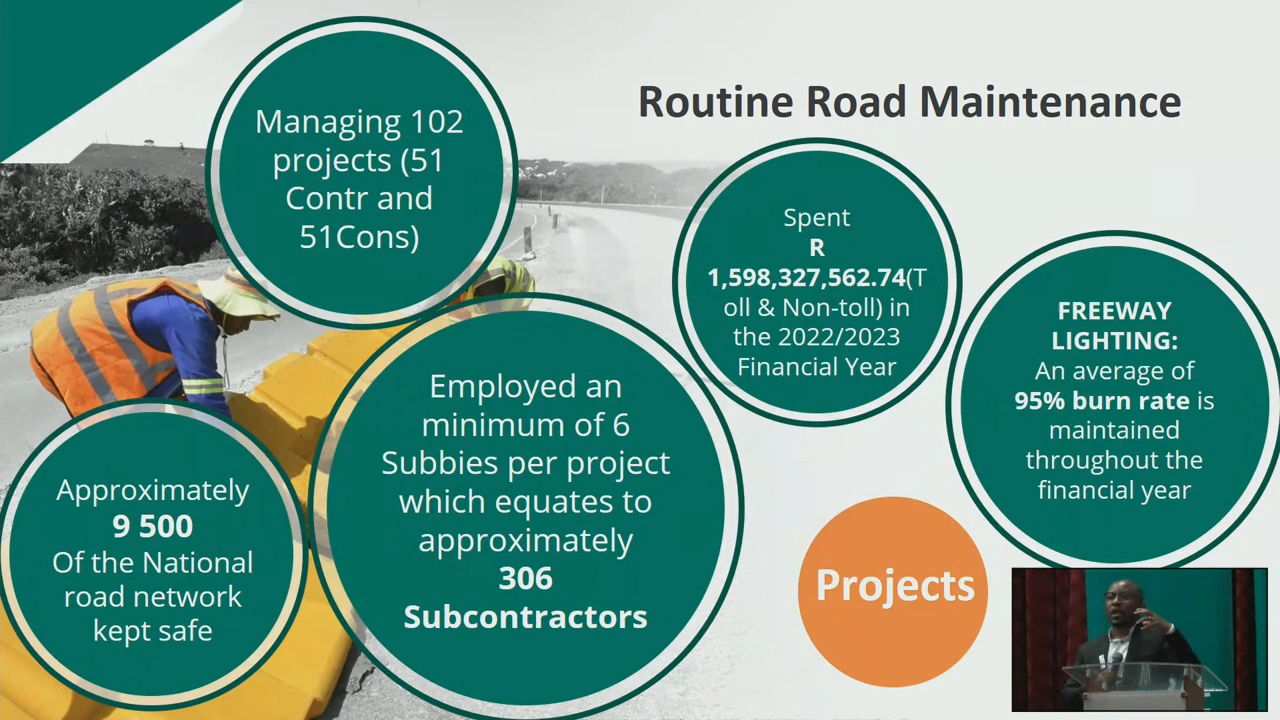 Routine Road Maintenance
Managing 102
projects (51
Contr and
51Cons)
Spent
R
1,598,327,562.74(T
oll & Non-toll) in
the 2022/2023
Financial Year
FREEWAY
LIGHTING:
An average of
95% burn rate is
maintained
throughout the
financial year
Employed an
minimum of 6
Subbies per project
which equates to
approximately
306
Subcontractors
Approximately
9 500
Of the National
road network
kept safe
Projects